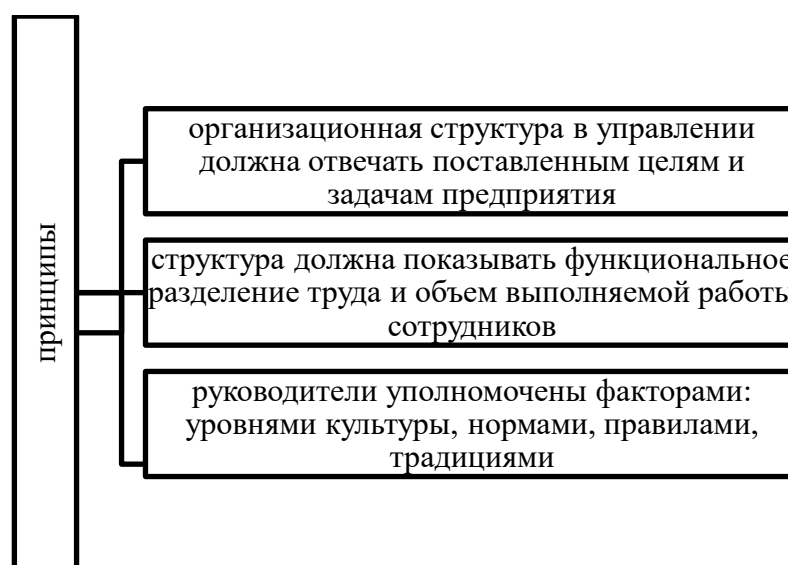 принципы
организационная структура в управлении
должна отвечать поставленным целям и
задачам предприятия
структура должна показывать функциональное
разделение труда и объем выполняемой работы
сотрудников
руководители уполномочены факторами:
уровнями культуры, нормами, правилами,
традициями